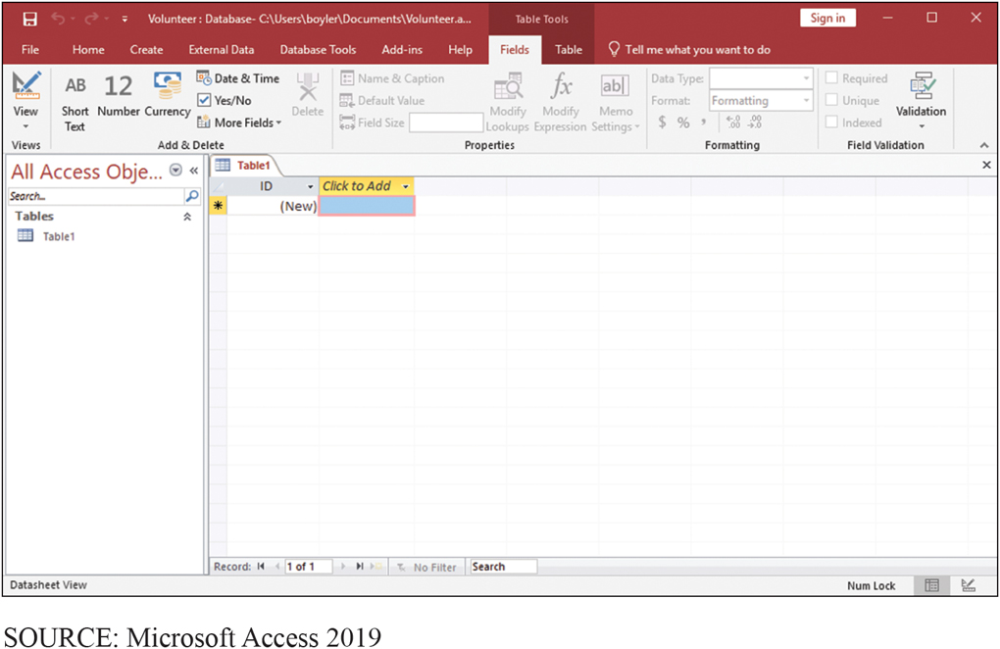 Volunteer : Database- C:\Users\boyler\Documents\Volunteer.a...
Table Tools
Sign in
File Home Create External Data Database Tools Add-ins Help Fields Table Tell me what you want to do
View
Views
AB
Short Text
12
Number
Currency
Date & Time
Yes/No
More Fields
Delete
Add & Delete
Name & Caption
Default Value
Field Size
Modify Lookups
fx
Modify Expression
ab
Memo Settings
Properties
Data Type:
Format: Formatting
$ % , .00 .00
Formatting
Required
Unique
Indexed
Validation
Field Validation
All Access Obje...
Search...
Tables
Table1
Table1
ID Click to Add
(New)
Record: 1 of 1 No Filter Search
Datasheet View Num Lock
SOURCE: Microsoft Access 2019